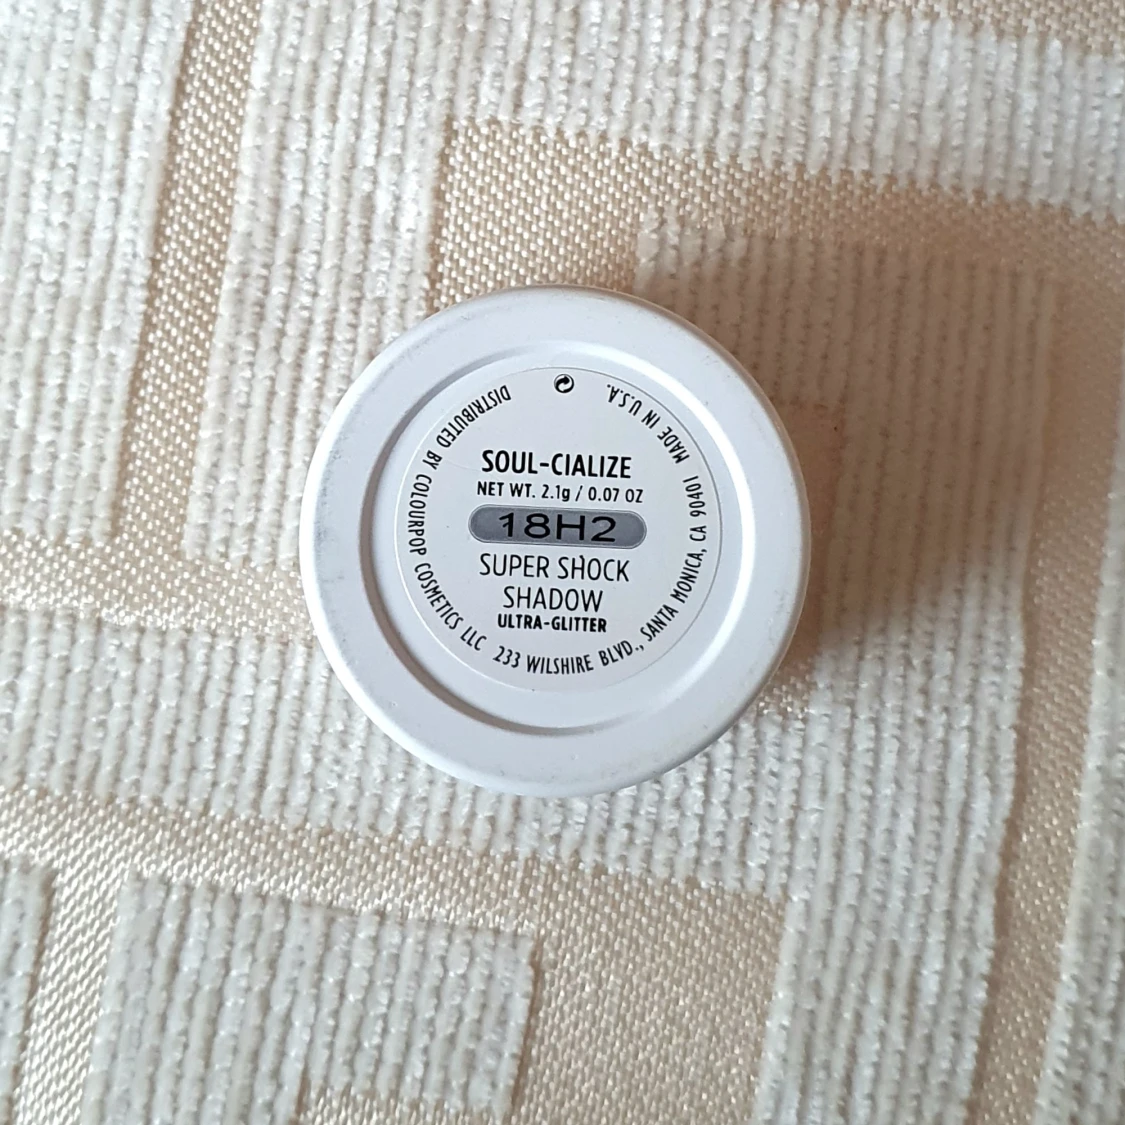 SOUL-CIALIZE
NET WT. 2.1g / 0.07 OZ
18H2
SUPER SHOCK
SHADOW
ULTRA-GLITTER
DISTRIBUTED BY COLOURPOP COSMETICS LLC 233 WILSHIRE BLVD., SANTA MONICA, CA 90401 MADE IN U.S.A.